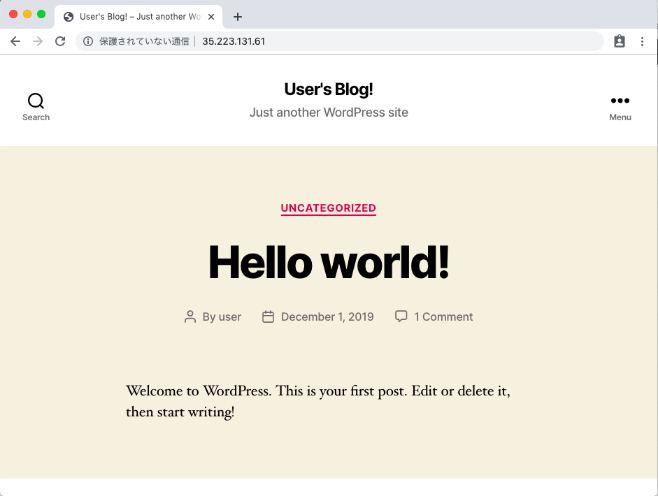 User's Blog! – Just another Wo
保護されていない通信 | 35.223.131.61
User's Blog!
Just another WordPress site
Search
Menu
UNCATEGORIZED
Hello world!
By user December 1, 2019 1 Comment
Welcome to WordPress. This is your first post. Edit or delete it,
then start writing!